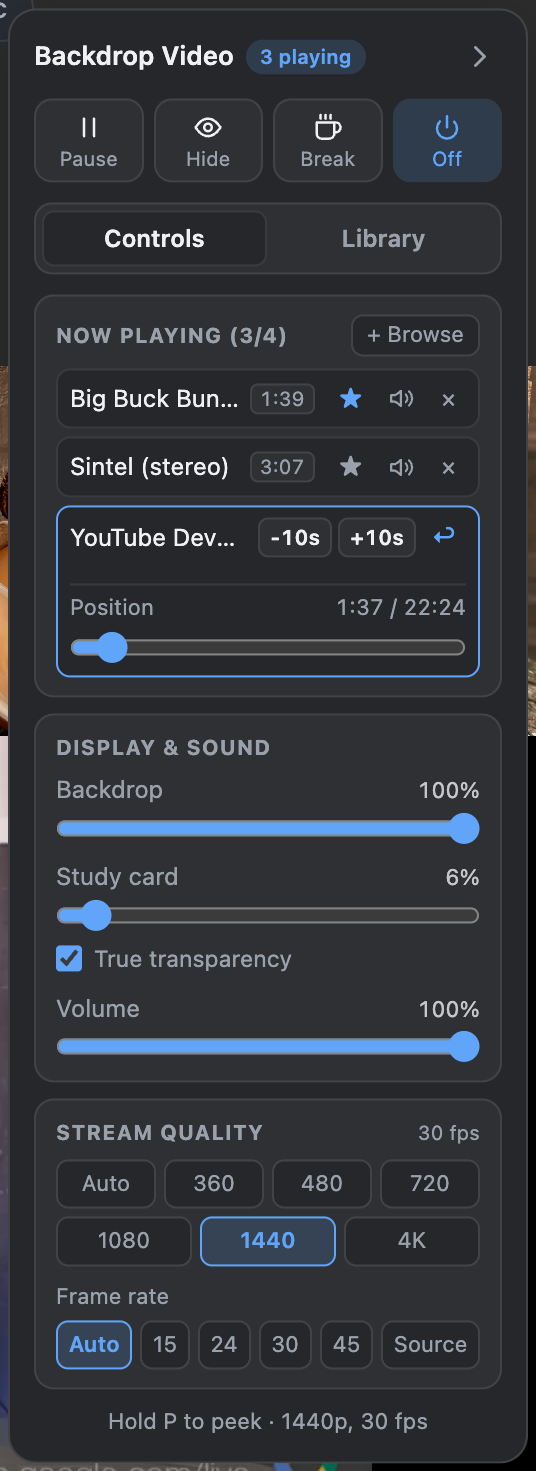 Backdrop Video 3 playing
Pause Hide Break Off
Controls Library
NOW PLAYING (3/4) + Browse
Big Buck Bun... 1:39
Sintel (stereo) 3:07
YouTube Dev... -10s +10s
Position 1:37 / 22:24
DISPLAY & SOUND
Backdrop 100%
Study card 6%
True transparency
Volume 100%
STREAM QUALITY 30 fps
Auto 360 480 720
1080 1440 4K
Frame rate
Auto 15 24 30 45 Source
Hold P to peek · 1440p, 30 fps